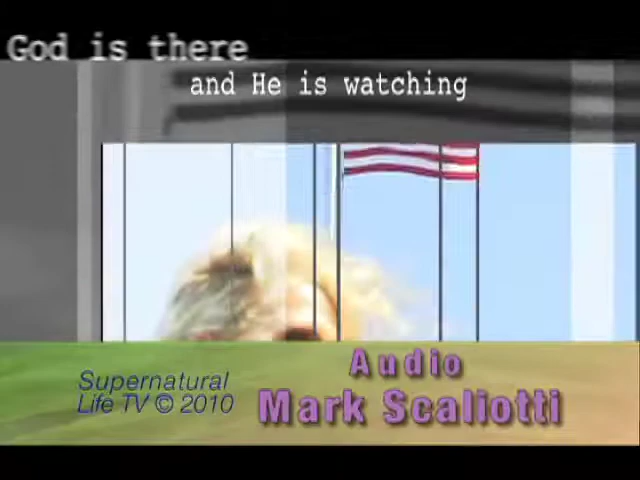 God is there
and He is watching
Audio
Mark Scaliotti
Supernatural
Life TV © 2010